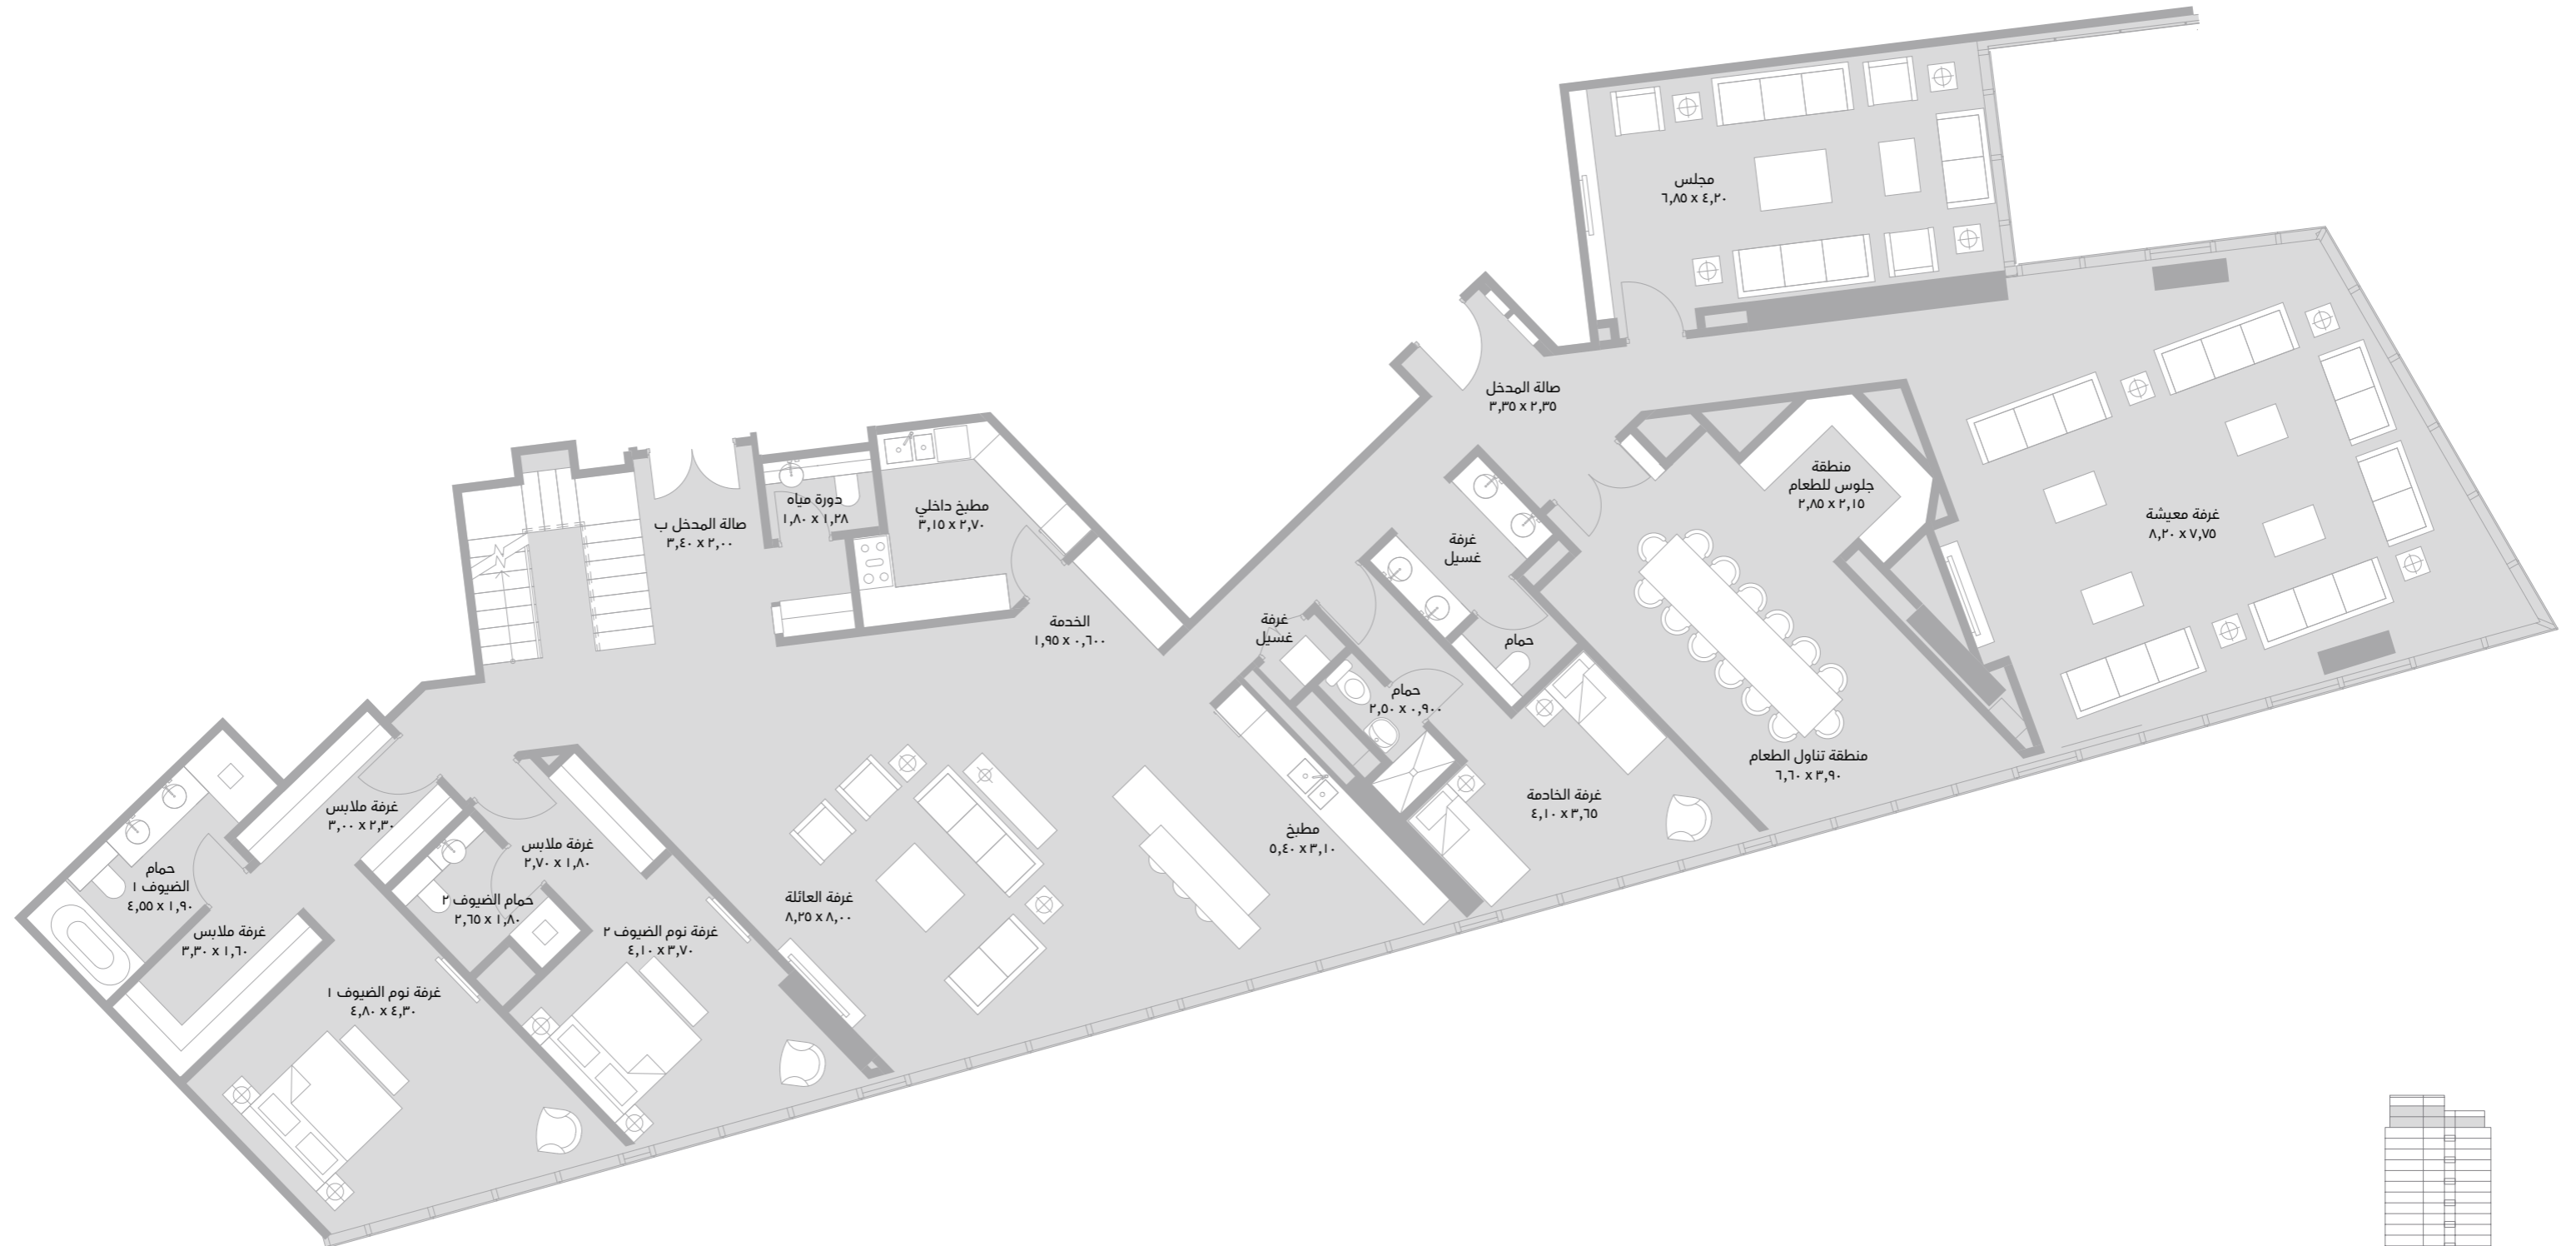 مجلس
٦,٨٥ x ٤,٢٠
صالة المدخل
٣,٣٥ x ٢,٣٥
منطقة
جلوس للطعام
٢,٨٥ x ٢,١٥
غرفة معيشة
٨,٢٠ x ٧,٧٥
دورة مياه
١,٨٠ x ١,٢٨
مطبخ داخلي
٣,١٥ x ٢,٧٠
صالة المدخل ب
٣,٤٠ x ٢,٠٠
غرفة
غسيل
الخدمة
١,٩٥ x ٠,٦٠٠
غرفة
غسيل
حمام
حمام
٢,٥٠ x ٠,٩٠٠
منطقة تناول الطعام
٦,٦٠ x ٣,٩٠
غرفة الخادمة
٤,١٠ x ٣,٦٥
مطبخ
٥,٤٠ x ٣,١٠
غرفة ملابس
٣,٠٠ x ٢,٣٠
غرفة ملابس
٢,٧٠ x ١,٨٠
حمام
الضيوف ١
٤,٥٥ x ١,٩٠
حمام الضيوف ٢
٢,٦٥ x ١,٨٠
غرفة العائلة
٨,٢٥ x ٨,٠٠
غرفة ملابس
٣,٣٠ x ١,٦٠
غرفة نوم الضيوف ٢
٤,١٠ x ٣,٧٠
غرفة نوم الضيوف ١
٤,٨٠ x ٤,٣٠